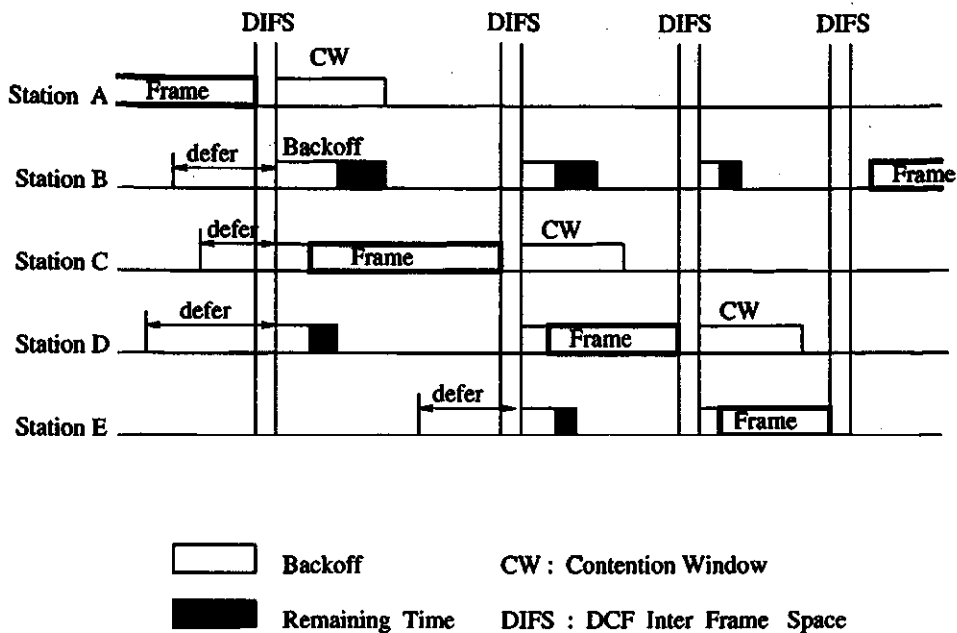 DIFS DIFS DIFS DIFS
CW
Station A Frame
Station B defer Backoff Frame
Station C defer Frame CW
Station D defer Frame CW
Station E defer Frame
Backoff CW : Contention Window
Remaining Time DIFS : DCF Inter Frame Space